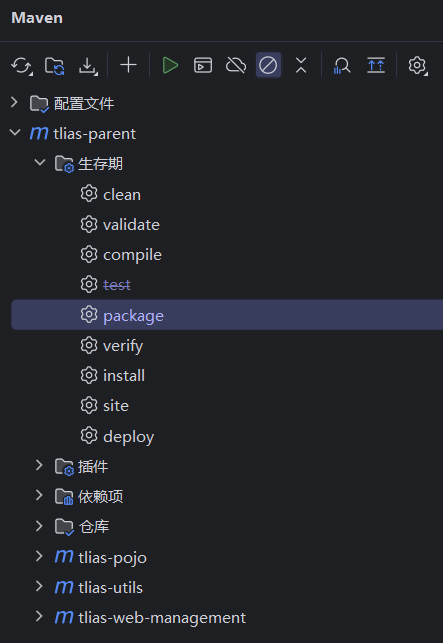 Maven
配置文件
m tlias-parent
生存期
clean
validate
compile
test
package
verify
install
site
deploy
插件
依赖项
仓库
m tlias-pojo
m tlias-utils
m tlias-web-management